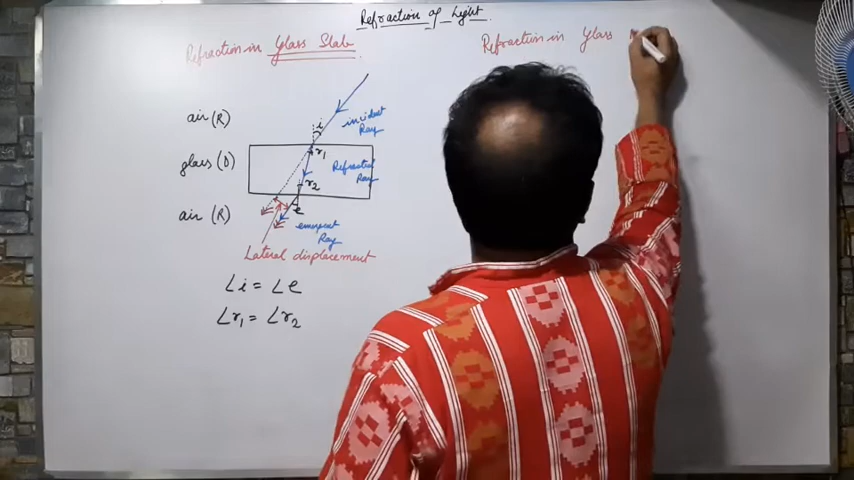 Refraction of Light.
Refraction in Glass Slab
Refraction in Glass
air (R)
i
incident
Ray
r1
glass (D)
Refracted
Ray
r2
air (R)
e
emergent
Ray
Lateral displacement
∠i = ∠e
∠r1 = ∠r2